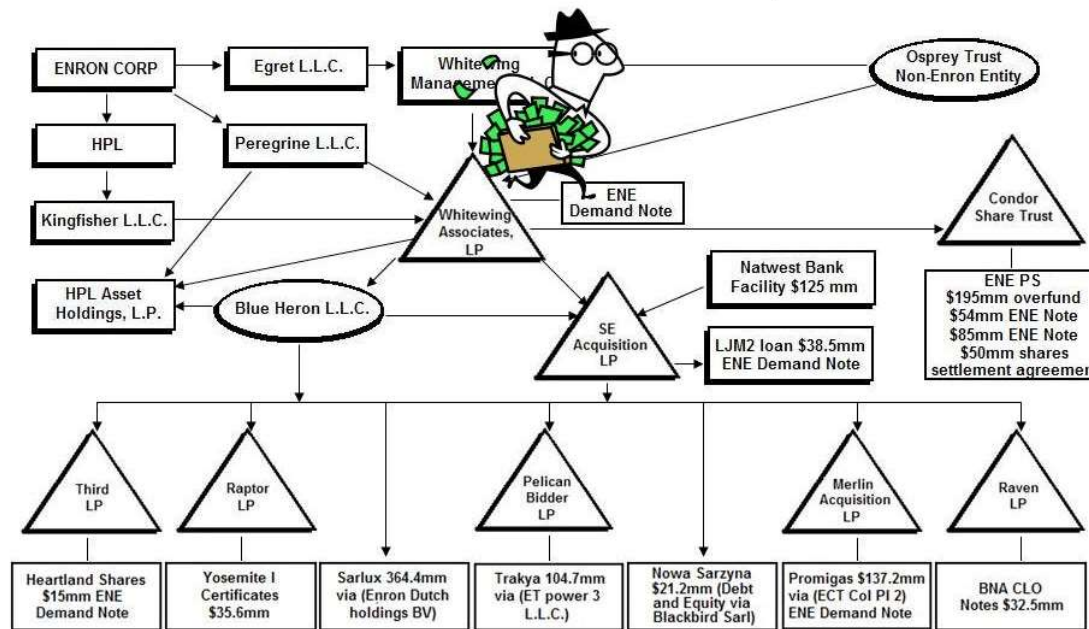 ENRON CORP
Egret L.L.C.
Whitewing
Management
Osprey Trust
Non-Enron Entity
HPL
Peregrine L.L.C.
Condor
Share Trust
Kingfisher L.L.C.
Whitewing
Associates,
LP
ENE
Demand Note
HPL Asset
Holdings, L.P.
Blue Heron L.L.C.
Natwest Bank
Facility $125 mm
SE
Acquisition
LP
LJM2 loan $38.5mm
ENE Demand Note
ENE PS
$195mm overfund
$54mm ENE Note
$85mm ENE Note
$50mm shares
settlement agreemen
Third
LP
Raptor
LP
Pelican
Bidder
LP
Merlin
Acquisition
LP
Raven
LP
Heartland Shares
$15mm ENE
Demand Note
Yosemite I
Certificates
$35.6mm
Sarlux 364.4mm
via (Enron Dutch
holdings BV)
Trakya 104.7mm
via (ET power 3
L.L.C.)
Nowa Sarzyna
$21.2mm (Debt
and Equity via
Blackbird Sarl)
Promigas $137.2mm
via (ECT Col Pl 2)
ENE Demand Note
BNA CLO
Notes $32.5mm